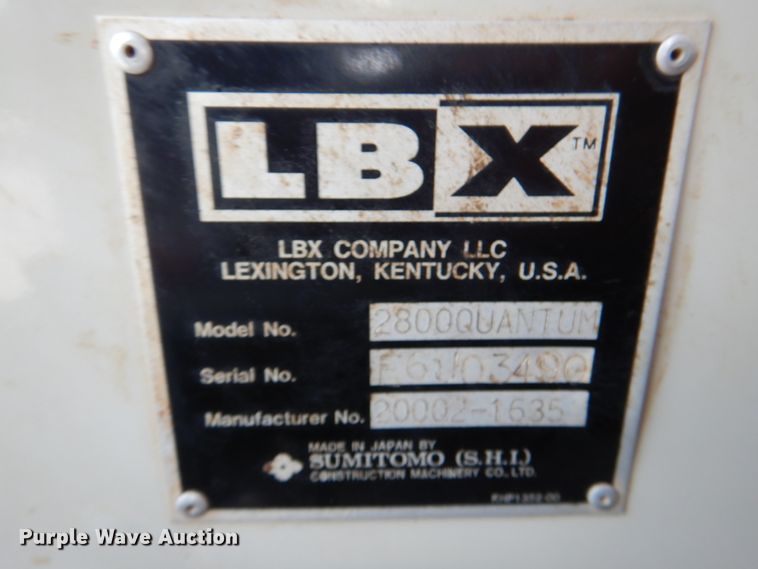 LBX™
LBX COMPANY LLC
LEXINGTON, KENTUCKY, U.S.A.
Model No. 2800QUANTUM
Serial No.
Manufacturer No. 20002-1635
MADE IN JAPAN BY
SUMITOMO (S.H.I.)
CONSTRUCTION MACHINERY CO., LTD.
Purple Wave Auction